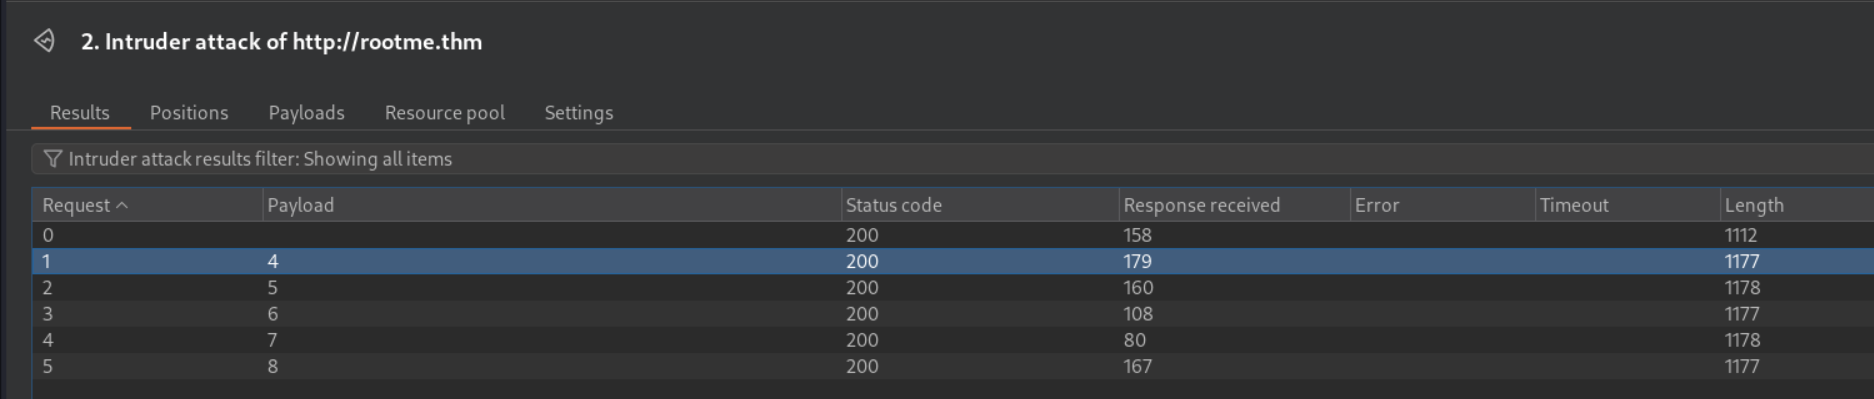 2. Intruder attack of http://rootme.thm
Results Positions Payloads Resource pool Settings
Intruder attack results filter: Showing all items
Request Payload Status code Response received Error Timeout Length
0 200 158 1112
1 4 200 179 1177
2 5 200 160 1178
3 6 200 108 1177
4 7 200 80 1178
5 8 200 167 1177